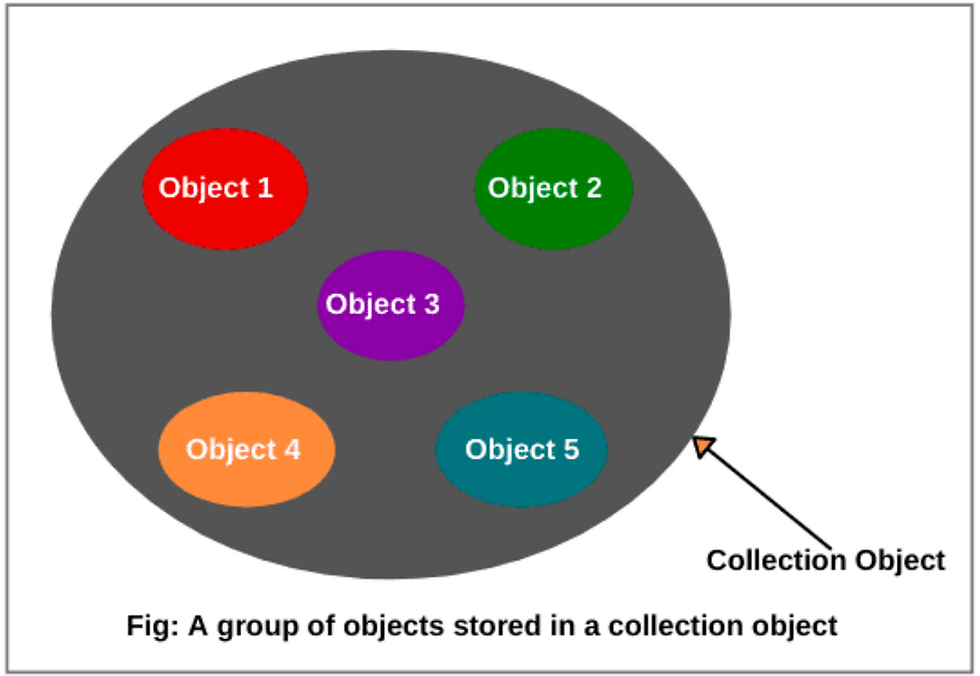 Object 1
Object 2
Object 3
Object 4
Object 5
Collection Object
Fig: A group of objects stored in a collection object